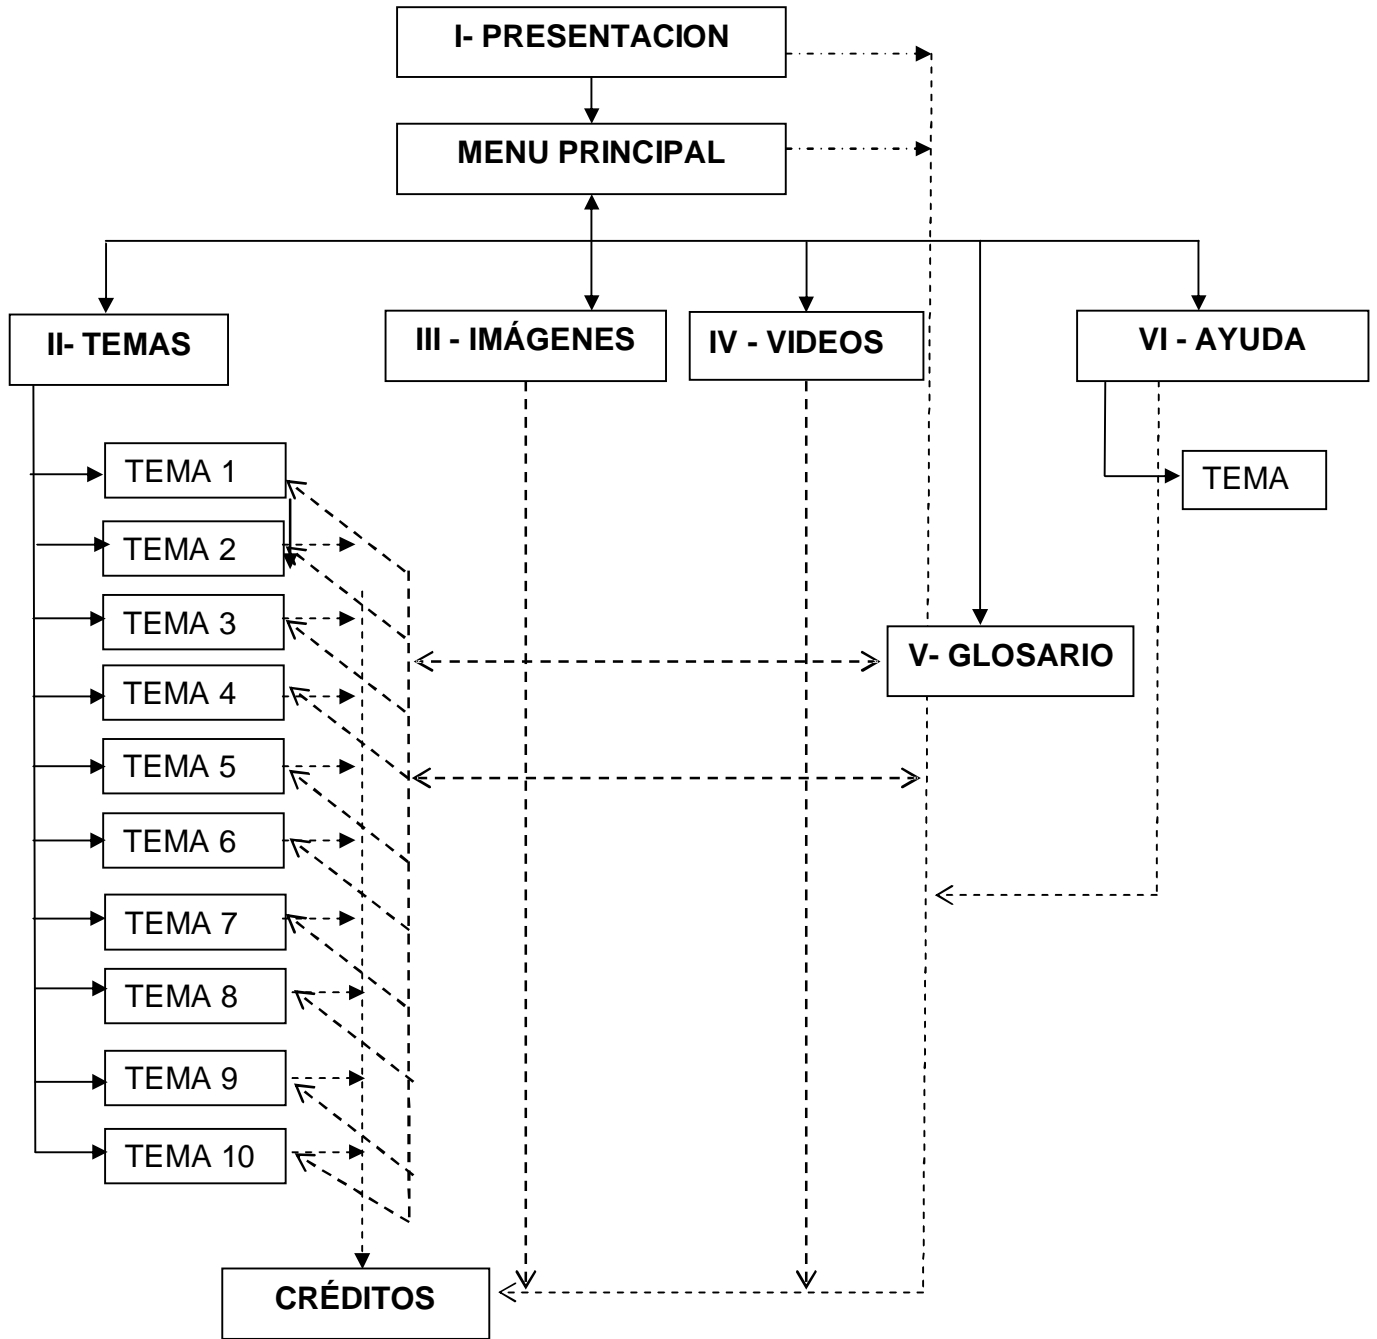 I- PRESENTACION
MENU PRINCIPAL
II- TEMAS
III - IMÁGENES
IV - VIDEOS
VI - AYUDA
TEMA 1
TEMA
TEMA 2
TEMA 3
V- GLOSARIO
TEMA 4
TEMA 5
TEMA 6
TEMA 7
TEMA 8
TEMA 9
TEMA 10
CRÉDITOS